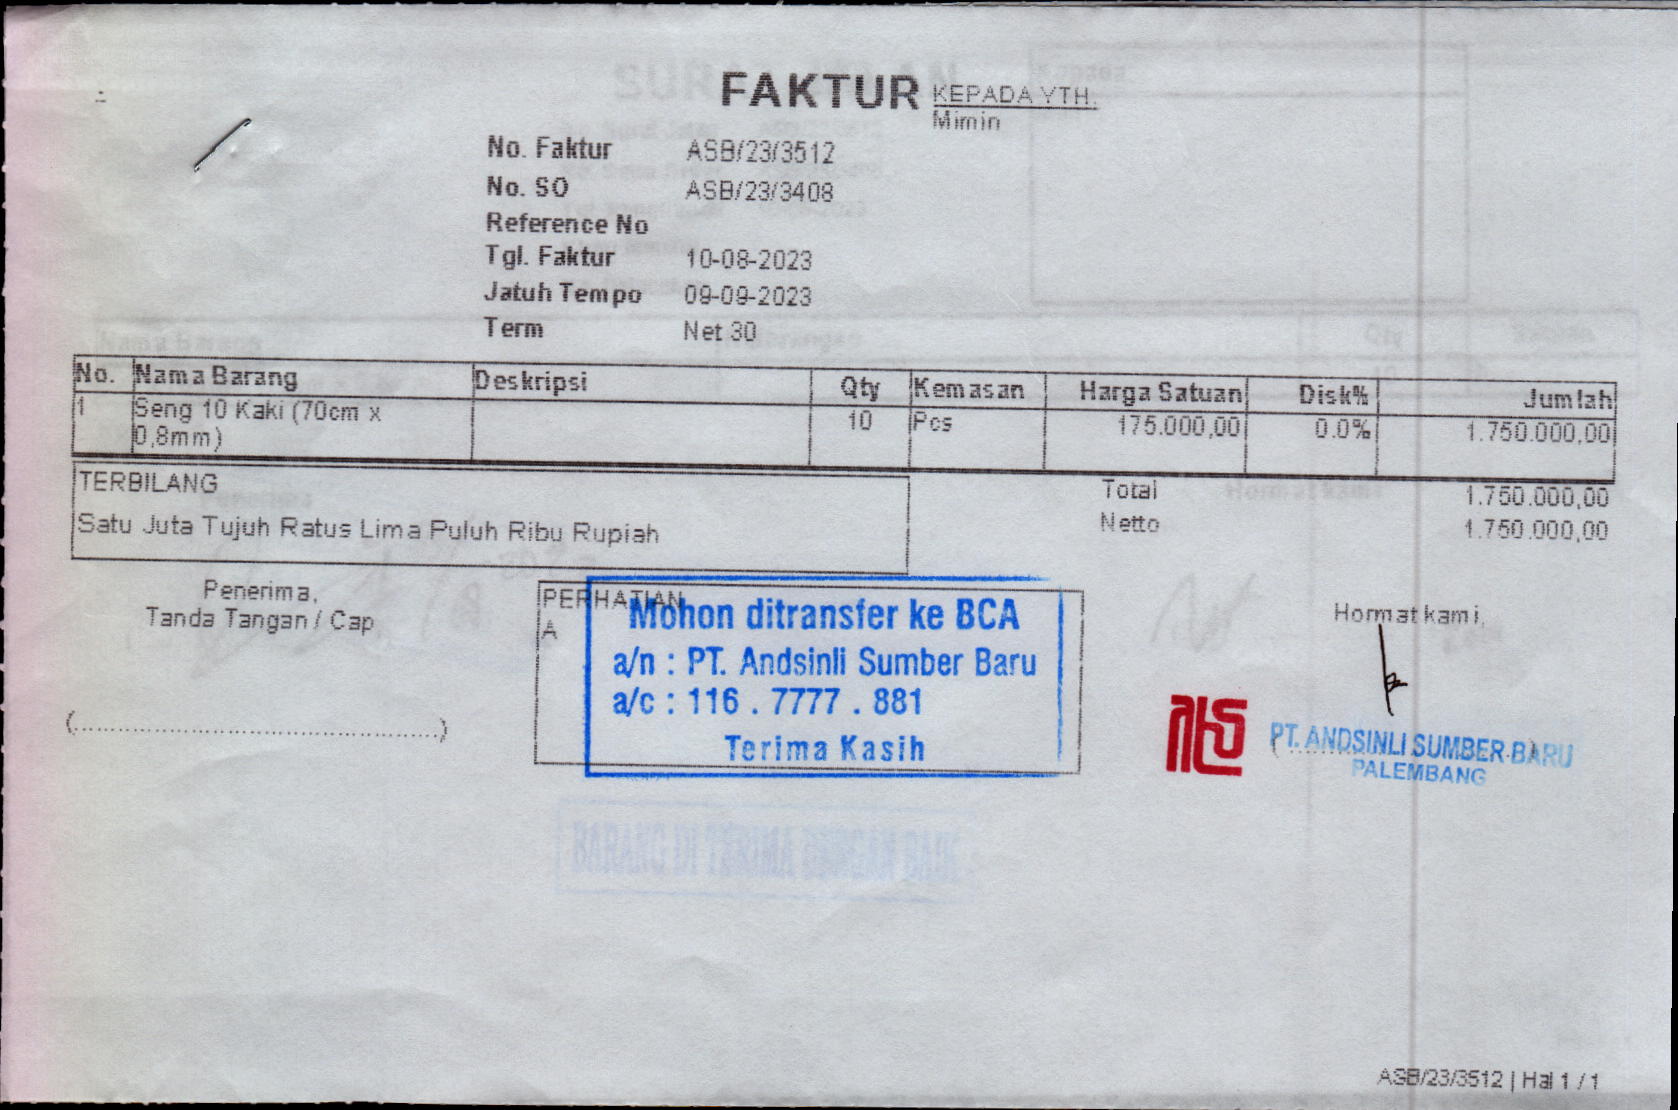 FAKTUR
KEPADA YTH.
Mimin
No. Faktur ASB/23/3512
No. SO ASB/23/3408
Reference No
Tgl. Faktur 10-08-2023
Jatuh Tempo 09-09-2023
Term Net 30
No. Nama Barang Deskripsi Qty Kemasan Harga Satuan Disk% Jumlah
1 Seng 10 Kaki (70cm x 10 Pcs 175.000,00 0.0% 1.750.000,00
0,8mm)
TERBILANG
Satu Juta Tujuh Ratus Lima Puluh Ribu Rupiah
Total 1.750.000,00
Netto 1.750.000,00
Penerima,
Tanda Tangan / Cap
(............................................)
PERHATIAN
A
Mohon ditransfer ke BCA
a/n : PT. Andsinli Sumber Baru
a/c : 116 . 7777 . 881
Terima Kasih
Hormat kami,
PT. ANDSINLI SUMBER BARU
PALEMBANG
BARANG DI TERIMA DENGAN BAIK
ASB/23/3512 | Hal 1 / 1